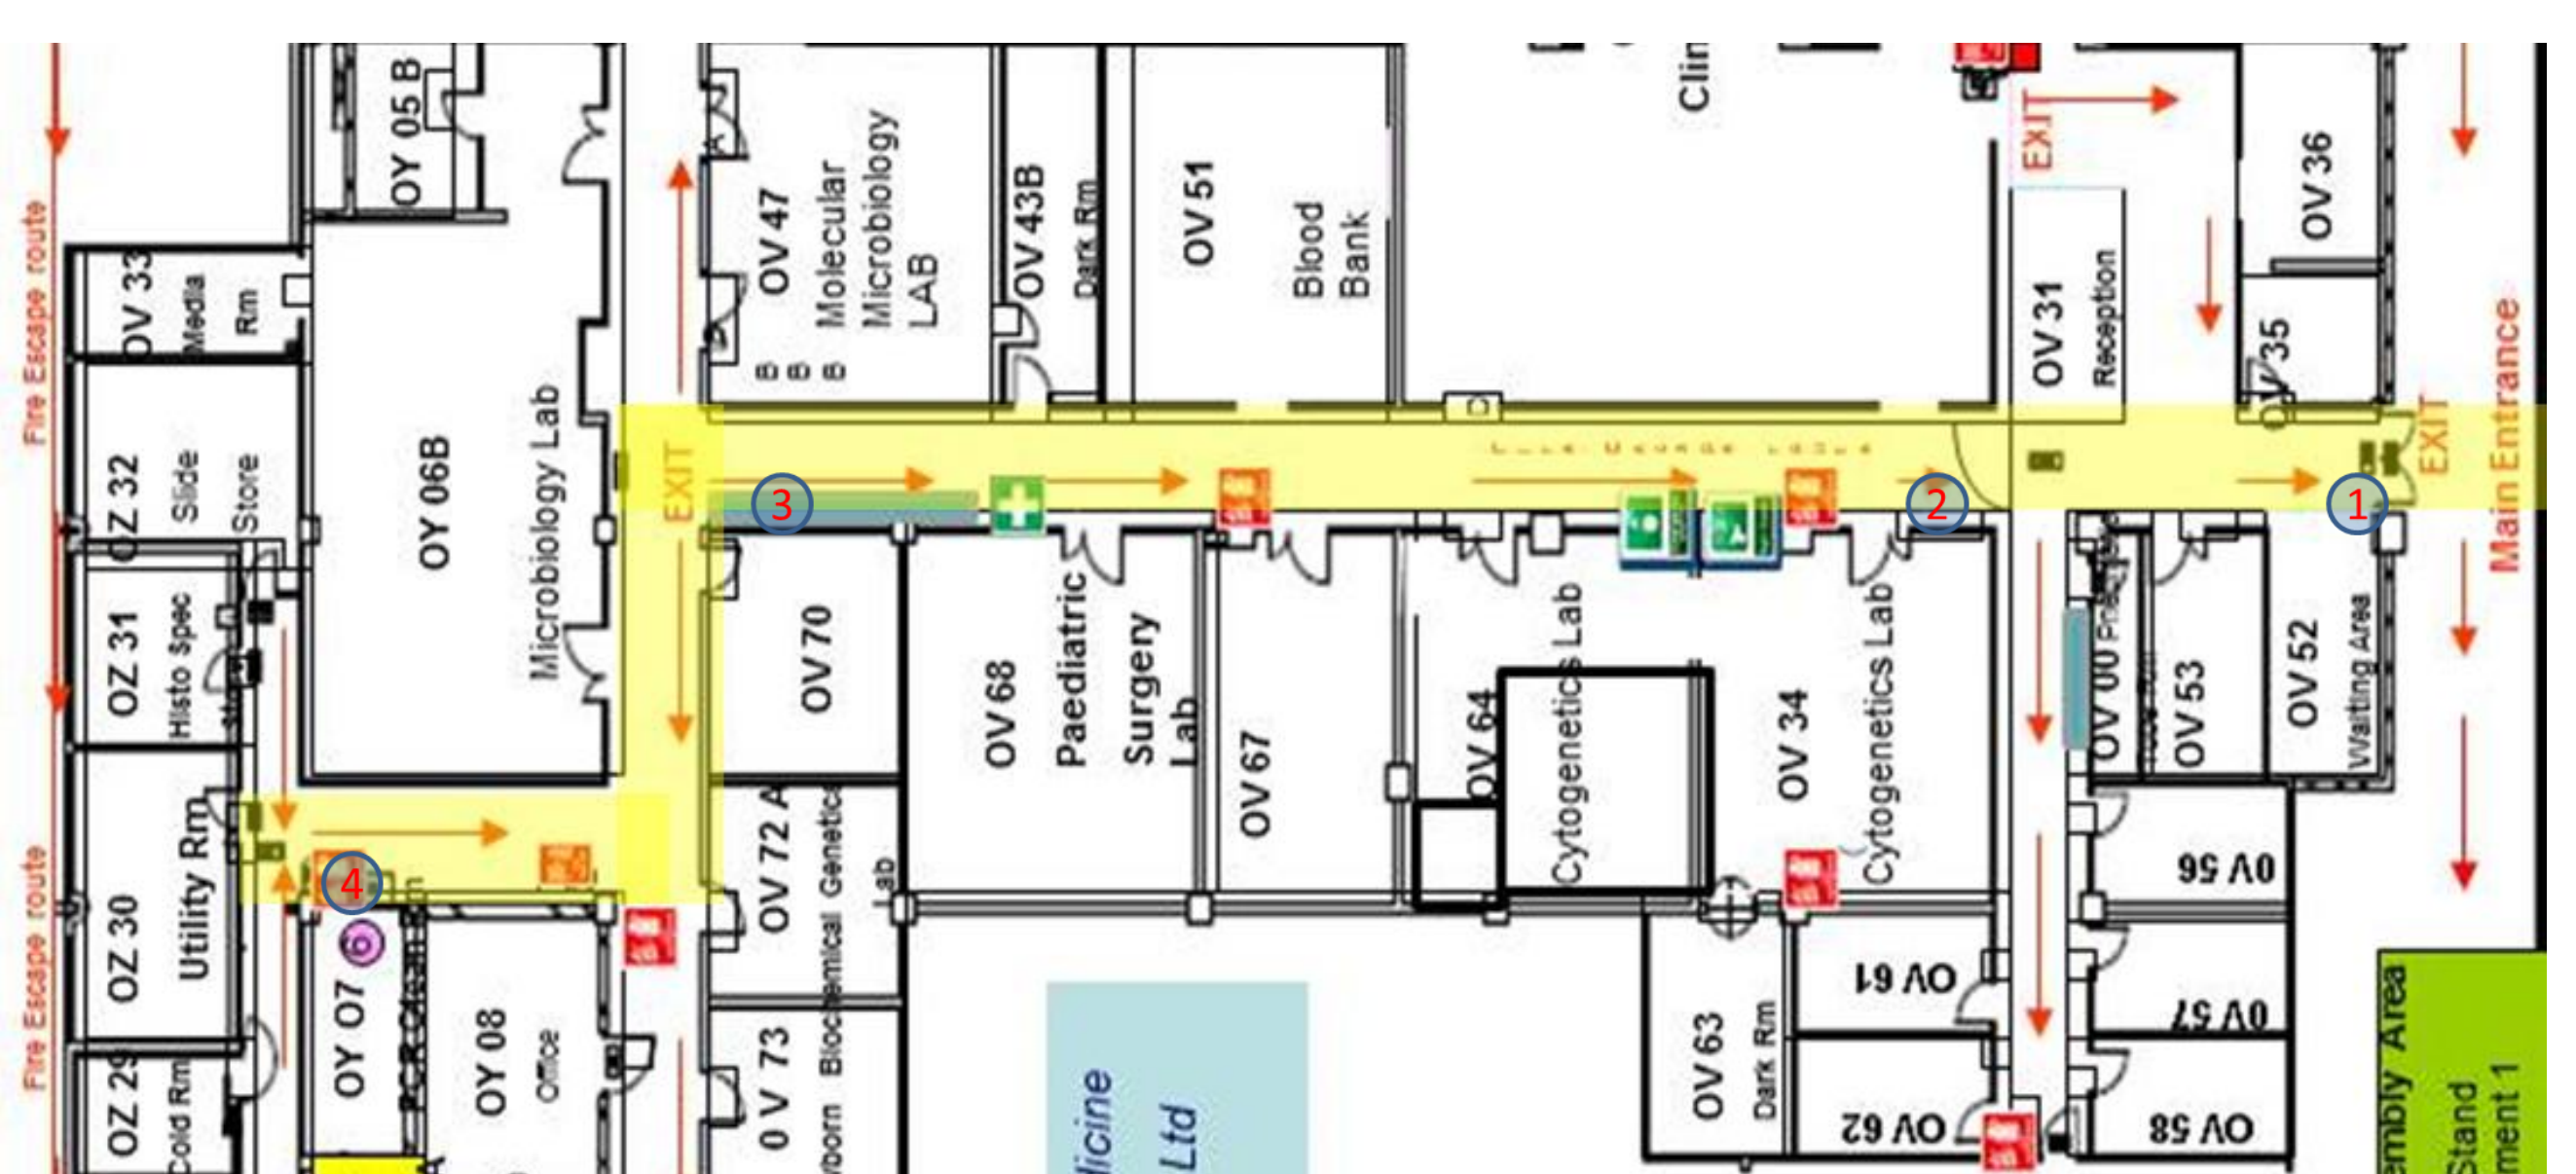 Fire Escape route
Fire Escape route
OV 33
Media
Rm
OZ 32
Slide
Store
OZ 31
Histo Spec
OZ 30
Utility Rm
OZ 29
Cold Rm
OY 05 B
OY 06B
Microbiology Lab
OY O7
6
OY 08
Office
4
EXIT
3
OV 47
Molecular
Microbiology
LAB
B
B
B
OV 43B
Dark Rm
OV 51
Blood
Bank
Clin
OV 70
OV 72 A
Biochemical Genetics
Lab
0 V 73
OV 68
Paediatric
Surgery
Lab
OV 67
OV 64
Cytogenetics Lab
OV 34
Cytogenetics Lab
OV 63
Dark Rm
OV 61
OV 62
dicine
Ltd
2
EXIT
OV 31
Reception
OV 36
OV 35
1
EXIT
Main Entrance
OV 00
OV 53
OV 52
Waiting Area
0V 56
0V 57
OV 58
embly Area
Stand
ment 1